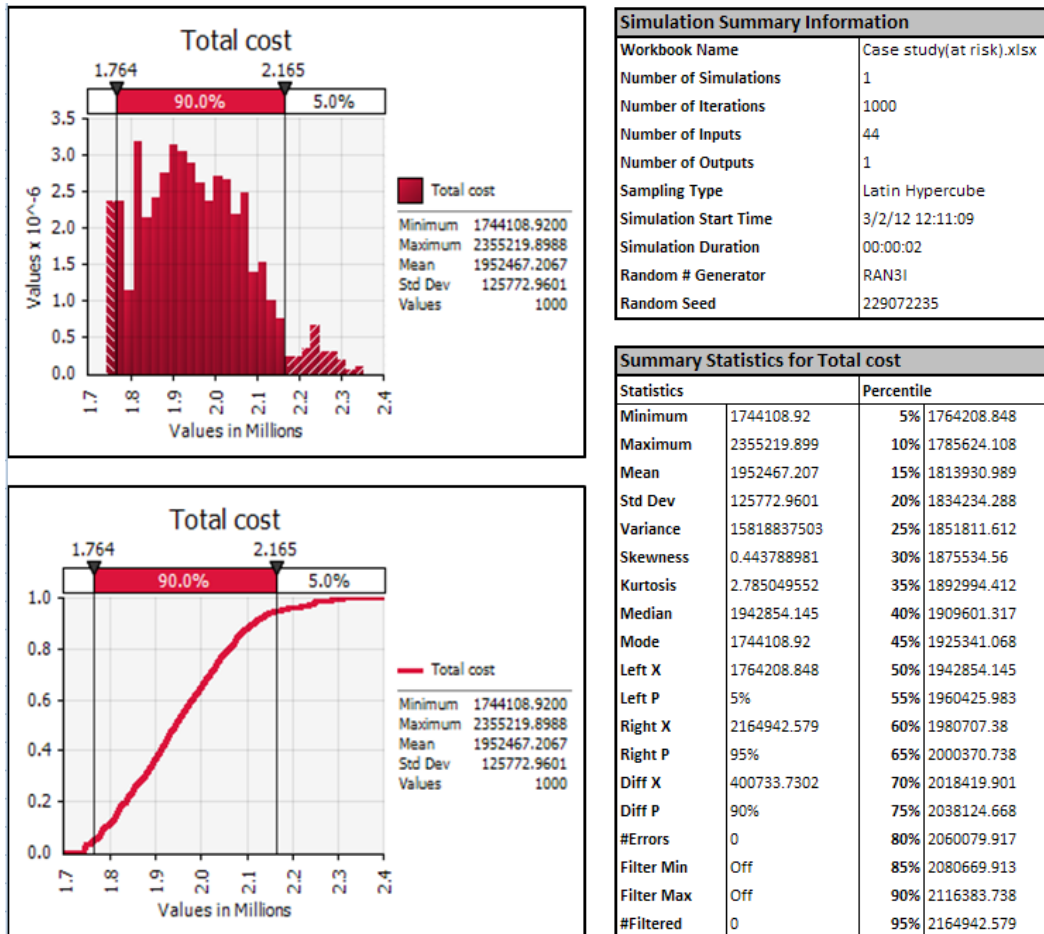 Total cost
1.764 2.165
90.0% 5.0%
3.5
3.0
2.5
2.0
1.5
1.0
0.5
0.0
Values x 10^-6
1.7 1.8 1.9 2.0 2.1 2.2 2.3 2.4
Values in Millions
Total cost
Minimum 1744108.9200
Maximum 2355219.8988
Mean 1952467.2067
Std Dev 125772.9601
Values 1000
Total cost
1.764 2.165
90.0% 5.0%
1.0
0.8
0.6
0.4
0.2
0.0
1.7 1.8 1.9 2.0 2.1 2.2 2.3 2.4
Values in Millions
Total cost
Minimum 1744108.9200
Maximum 2355219.8988
Mean 1952467.2067
Std Dev 125772.9601
Values 1000
Simulation Summary Information
Workbook Name Case study(at risk).xlsx
Number of Simulations 1
Number of Iterations 1000
Number of Inputs 44
Number of Outputs 1
Sampling Type Latin Hypercube
Simulation Start Time 3/2/12 12:11:09
Simulation Duration 00:00:02
Random # Generator RAN3I
Random Seed 229072235
Summary Statistics for Total cost
Statistics Percentile
Minimum 1744108.92 5% 1764208.848
Maximum 2355219.899 10% 1785624.108
Mean 1952467.207 15% 1813930.989
Std Dev 125772.9601 20% 1834234.288
Variance 15818837503 25% 1851811.612
Skewness 0.443788981 30% 1875534.56
Kurtosis 2.785049552 35% 1892994.412
Median 1942854.145 40% 1909601.317
Mode 1744108.92 45% 1925341.068
Left X 1764208.848 50% 1942854.145
Left P 5% 55% 1960425.983
Right X 2164942.579 60% 1980707.38
Right P 95% 65% 2000370.738
Diff X 400733.7302 70% 2018419.901
Diff P 90% 75% 2038124.668
#Errors 0 80% 2060079.917
Filter Min Off 85% 2080669.913
Filter Max Off 90% 2116383.738
#Filtered 0 95% 2164942.579